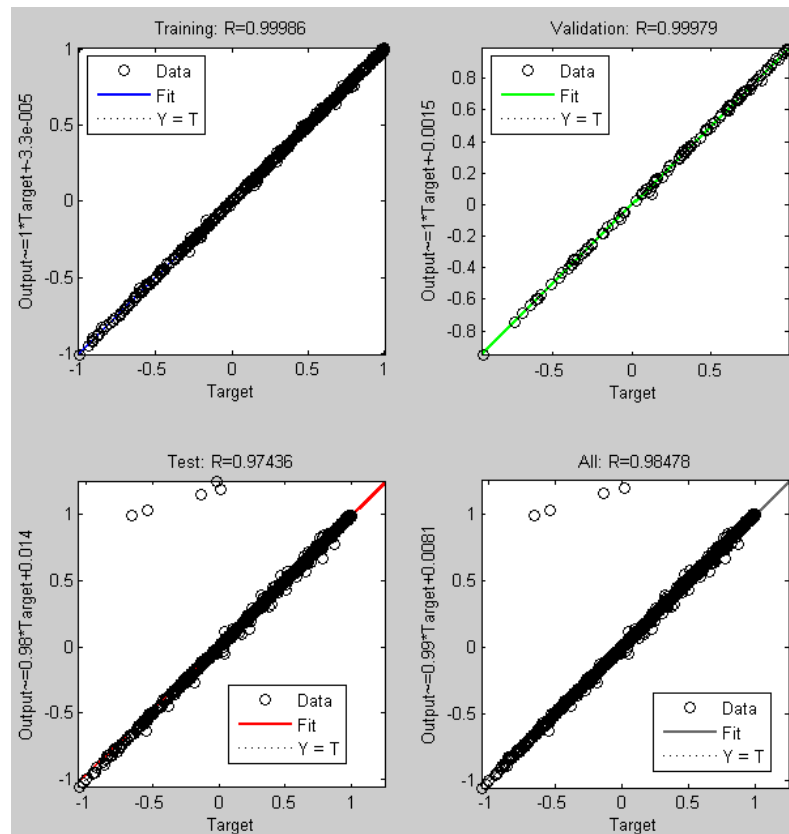 Training: R=0.99986
Output~=1*Target+-3.3e-005
1
0.5
0
-0.5
-1
Data
Fit
Y = T
-1
-0.5
0
0.5
1
Target
Validation: R=0.99979
Output~=1*Target+-0.0015
0.8
0.6
0.4
0.2
0
-0.2
-0.4
-0.6
-0.8
Data
Fit
Y = T
-0.5
0
0.5
Target
Test: R=0.97436
Output~=0.98*Target+0.014
1
0.5
0
-0.5
-1
Data
Fit
Y = T
-1
-0.5
0
0.5
1
Target
All: R=0.98478
Output~=0.99*Target+0.0081
1
0.5
0
-0.5
-1
Data
Fit
Y = T
-1
-0.5
0
0.5
1
Target